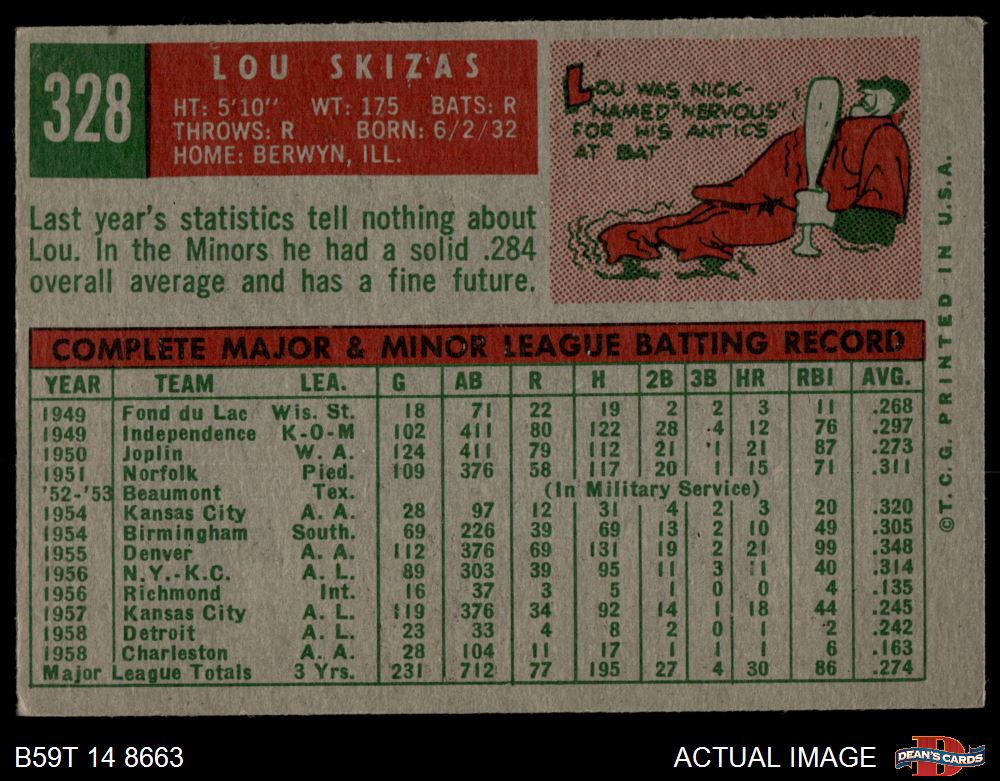 328
LOU SKIZAS
HT: 5'10" WT: 175 BATS: R
THROWS: R BORN: 6/2/32
HOME: BERWYN, ILL.
LOU WAS NICK-
NAMED "NERVOUS"
FOR HIS ANTICS
AT BAT
Last year's statistics tell nothing about
Lou. In the Minors he had a solid .284
overall average and has a fine future.
COMPLETE MAJOR & MINOR LEAGUE BATTING RECORD
YEAR TEAM LEA. G AB R H 2B 3B HR RBI AVG.
1949 Fond du Lac Wis. St. 18 71 22 19 2 2 3 11 .268
1949 Independence K-O-M 102 411 80 122 28 4 12 76 .297
1950 Joplin W. A. 124 411 79 112 21 1 21 87 .273
1951 Norfolk Pied. 109 376 58 117 20 1 15 71 .311
'52-'53 Beaumont Tex. (In Military Service)
1954 Kansas City A. A. 28 97 12 31 4 2 3 20 .320
1954 Birmingham South. 69 226 39 69 13 2 10 49 .305
1955 Denver A. A. 112 376 69 131 19 2 21 99 .348
1956 N.Y.-K.C. A. L. 89 303 39 95 11 3 11 40 .314
1956 Richmond Int. 16 37 3 5 1 0 0 4 .135
1957 Kansas City A. L. 119 376 34 92 14 1 18 44 .245
1958 Detroit A. L. 23 33 4 8 2 0 1 2 .242
1958 Charleston A. A. 28 104 11 17 1 1 1 6 .163
Major League Totals 3 Yrs. 231 712 77 195 27 4 30 86 .274
©T.C.G. PRINTED IN U.S.A.
B59T 14 8663
ACTUAL IMAGE
D
DEAN'S CARDS